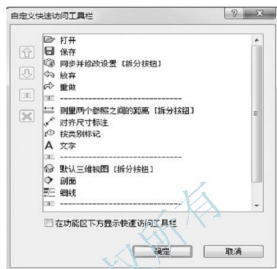 自定义快速访问工具栏
打开
保存
同步并修改设置 [拆分按钮]
放弃
重做
测量两个参照之间的距离 [拆分按钮]
对齐尺寸标注
按类别标记
A 文字
默认三维视图 [拆分按钮]
剖面
细线
在功能区下方显示快速访问工具栏
确定
取消
权所有